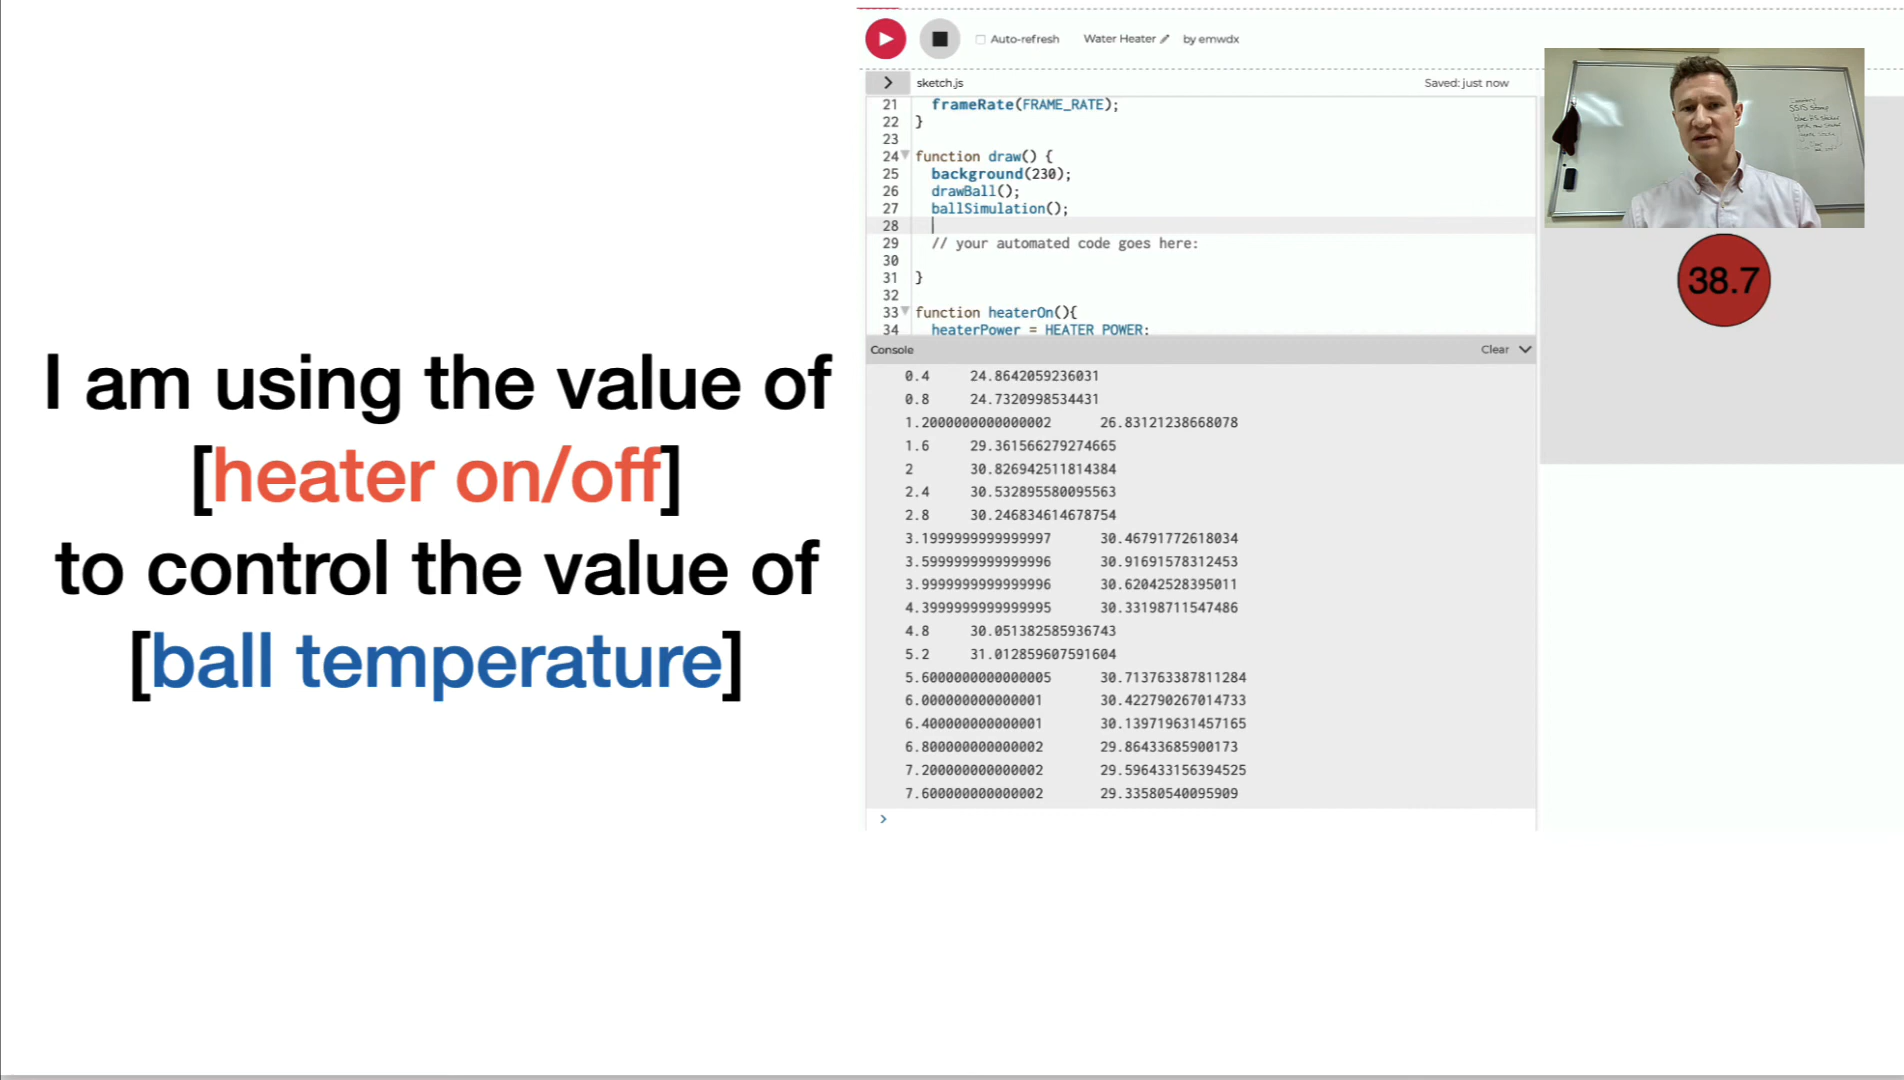 I am using the value of
[heater on/off]
to control the value of
[ball temperature]
Auto-refresh
Water Heater
by emwdx
sketch.js
Saved: just now
21 frameRate(FRAME_RATE);
22 }
23
24 function draw() {
25 background(230);
26 drawBall();
27 ballSimulation();
28
29 // your automated code goes here:
30
31 }
32
33 function heaterOn(){
34 heaterPower = HEATER_POWER;
Console
Clear
0.4 24.8642059236031
0.8 24.7320998534431
1.2000000000000002 26.83121238668078
1.6 29.361566279274665
2 30.826942511814384
2.4 30.532895580095563
2.8 30.246834614678754
3.1999999999999997 30.46791772618034
3.5999999999999996 30.91691578312453
3.9999999999999996 30.62042528395011
4.3999999999999995 30.33198711547486
4.8 30.051382585936743
5.2 31.012859607591604
5.6000000000000005 30.713763387811284
6.000000000000001 30.422790267014733
6.400000000000001 30.139719631457165
6.800000000000002 29.86433685900173
7.200000000000002 29.596433156394525
7.600000000000002 29.33580540095909
38.7